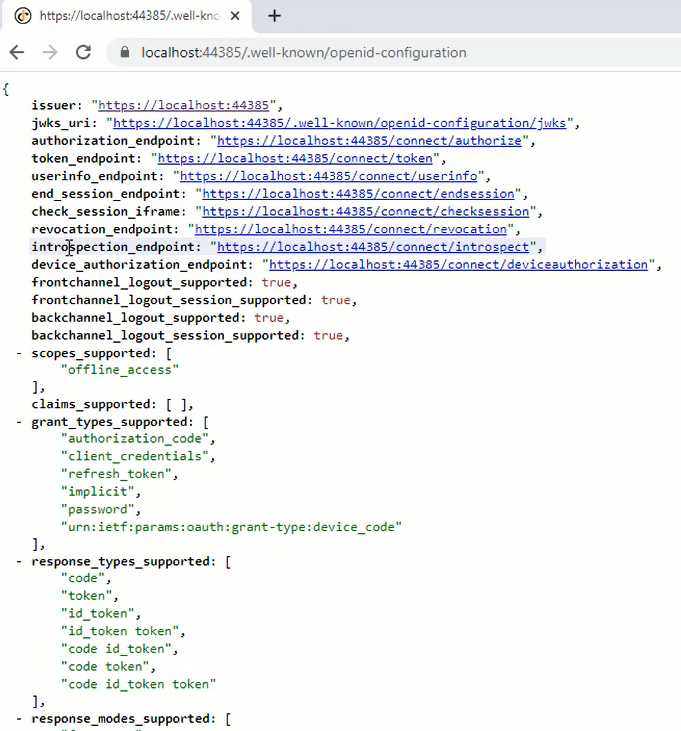 https://localhost:44385/.well-kno
localhost:44385/.well-known/openid-configuration
{
issuer: "https://localhost:44385",
jwks_uri: "https://localhost:44385/.well-known/openid-configuration/jwks",
authorization_endpoint: "https://localhost:44385/connect/authorize",
token_endpoint: "https://localhost:44385/connect/token",
userinfo_endpoint: "https://localhost:44385/connect/userinfo",
end_session_endpoint: "https://localhost:44385/connect/endsession",
check_session_iframe: "https://localhost:44385/connect/checksession",
revocation_endpoint: "https://localhost:44385/connect/revocation",
introspection_endpoint: "https://localhost:44385/connect/introspect",
device_authorization_endpoint: "https://localhost:44385/connect/deviceauthorization",
frontchannel_logout_supported: true,
frontchannel_logout_session_supported: true,
backchannel_logout_supported: true,
backchannel_logout_session_supported: true,
- scopes_supported: [
"offline_access"
],
claims_supported: [ ],
- grant_types_supported: [
"authorization_code",
"client_credentials",
"refresh_token",
"implicit",
"password",
"urn:ietf:params:oauth:grant-type:device_code"
],
- response_types_supported: [
"code",
"token",
"id_token",
"id_token token",
"code id_token",
"code token",
"code id_token token"
],
- response_modes_supported: [